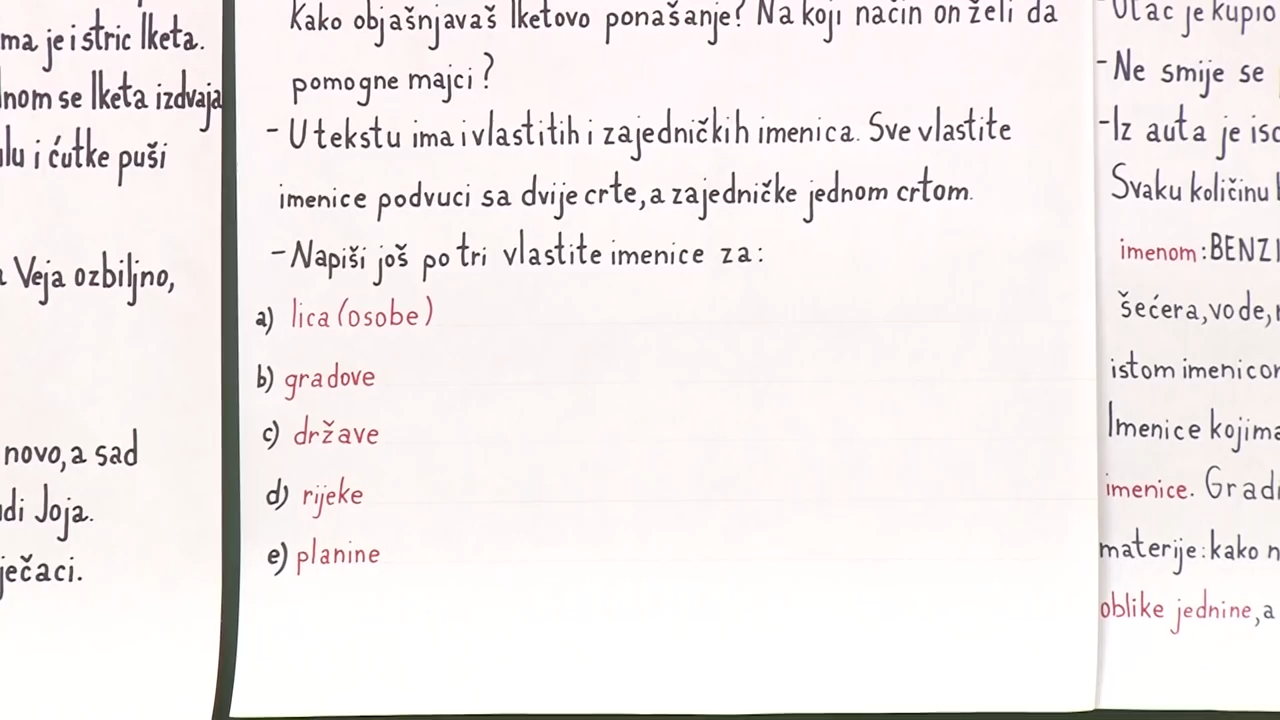 ma je i stric Iketa.
nom se Iketa izdvaja
lu i ćutke puši
Veja ozbiljno,
novo, a sad
di Joja.
ječaci.
Kako objašnjavaš Iketovo ponašanje? Na koji način on želi da
pomogne majci?
- U tekstu ima i vlastitih i zajedničkih imenica. Sve vlastite
imenice podvuci sa dvije crte, a zajedničke jednom crtom.
- Napiši još po tri vlastite imenice za:
a) lica (osobe)
b) gradove
c) države
d) rijeke
e) planine
- Otac je kupio
- Ne smije se
- Iz auta je isc
Svaku količinu
imenom: BENZI
šećera, vode,
istom imenicom
Imenice kojima
imenice. Gradi
materije: kako n
oblike jednine, a